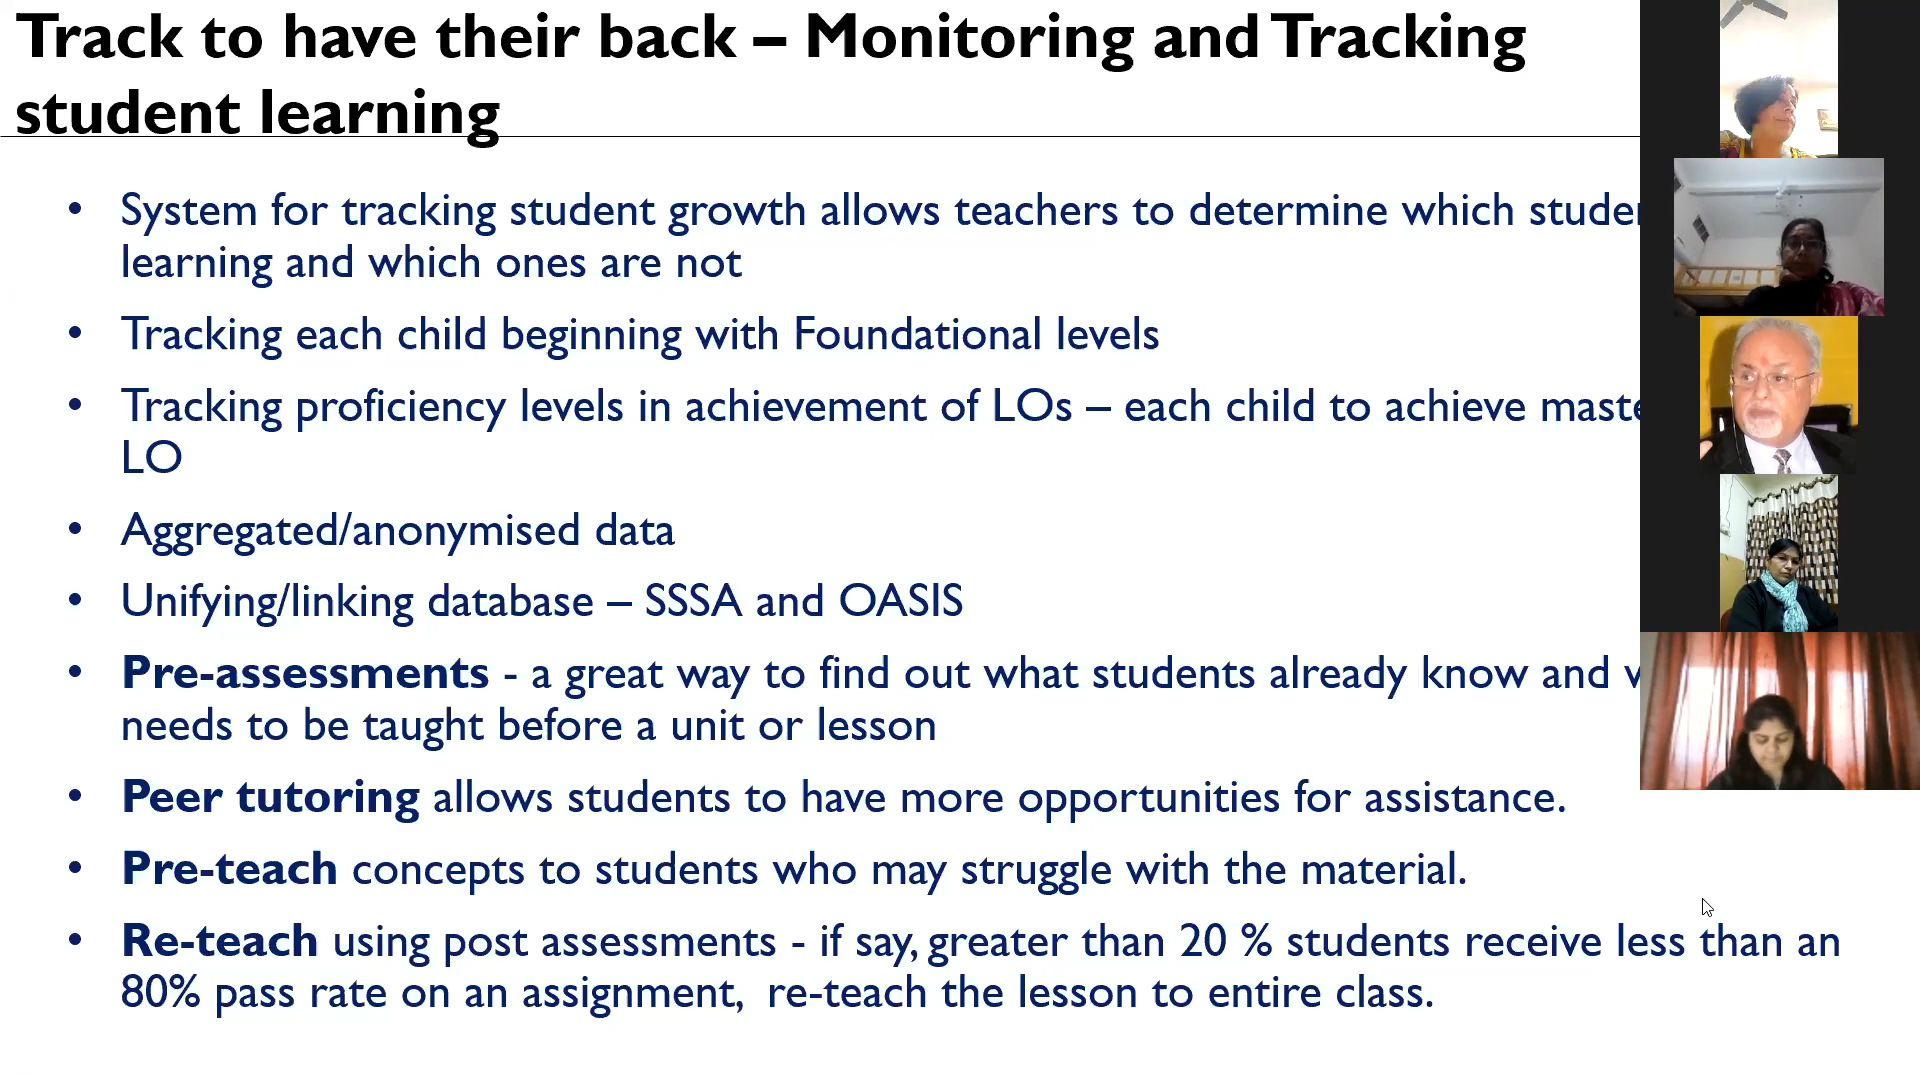 Track to have their back – Monitoring and Tracking
student learning
• System for tracking student growth allows teachers to determine which
learning and which ones are not
• Tracking each child beginning with Foundational levels
• Tracking proficiency levels in achievement of LOs – each child to achieve
LO
• Aggregated/anonymised data
• Unifying/linking database – SSSA and OASIS
• Pre-assessments - a great way to find out what students already know and
needs to be taught before a unit or lesson
• Peer tutoring allows students to have more opportunities for assistance.
• Pre-teach concepts to students who may struggle with the material.
• Re-teach using post assessments - if say, greater than 20 % students receive less than an
80% pass rate on an assignment, re-teach the lesson to entire class.